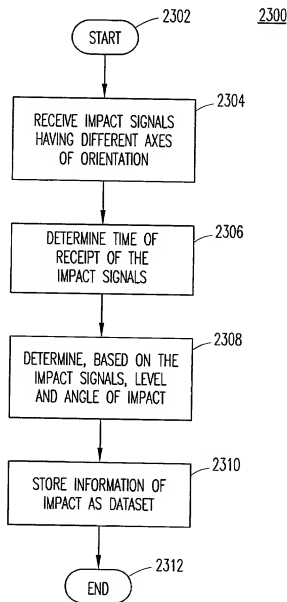 2302
2300
START
2304
RECEIVE IMPACT SIGNALS
HAVING DIFFERENT AXES
OF ORIENTATION
2306
DETERMINE TIME OF
RECEIPT OF THE
IMPACT SIGNALS
2308
DETERMINE, BASED ON THE
IMPACT SIGNALS, LEVEL
AND ANGLE OF IMPACT
2310
STORE INFORMATION OF
IMPACT AS DATASET
2312
END